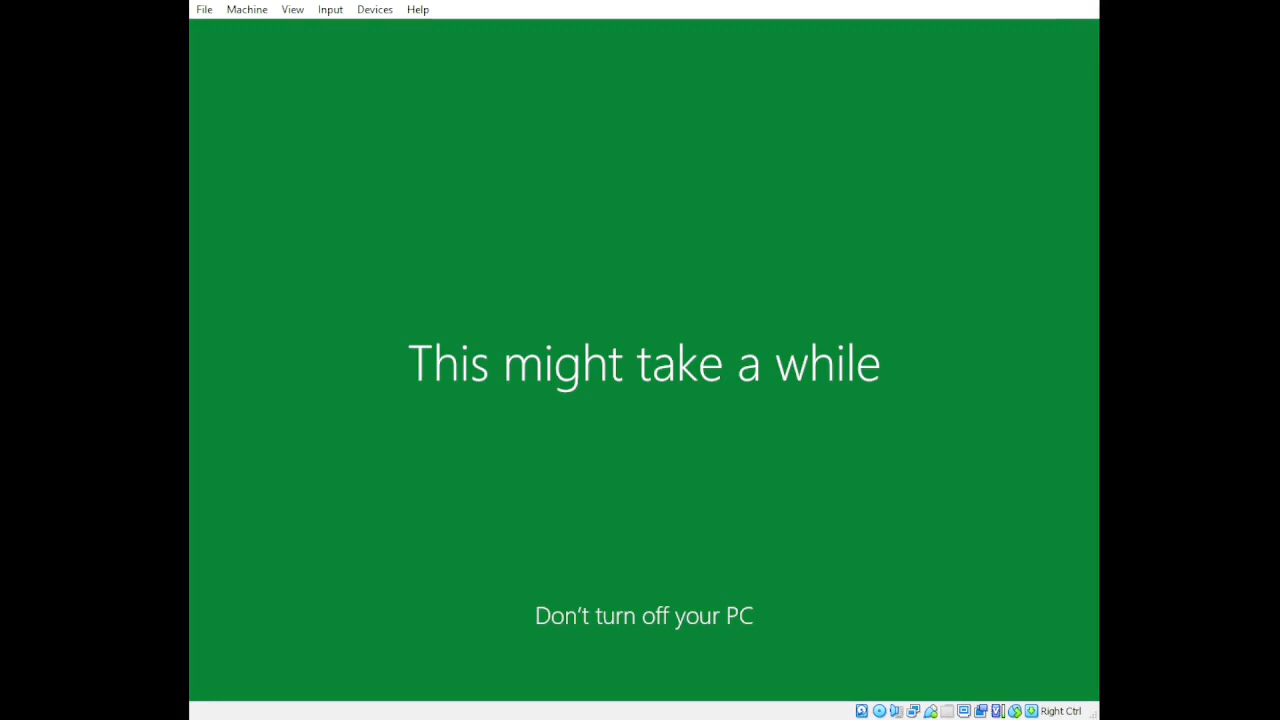 File Machine View Input Devices Help
This might take a while
Don't turn off your PC
Right Ctrl